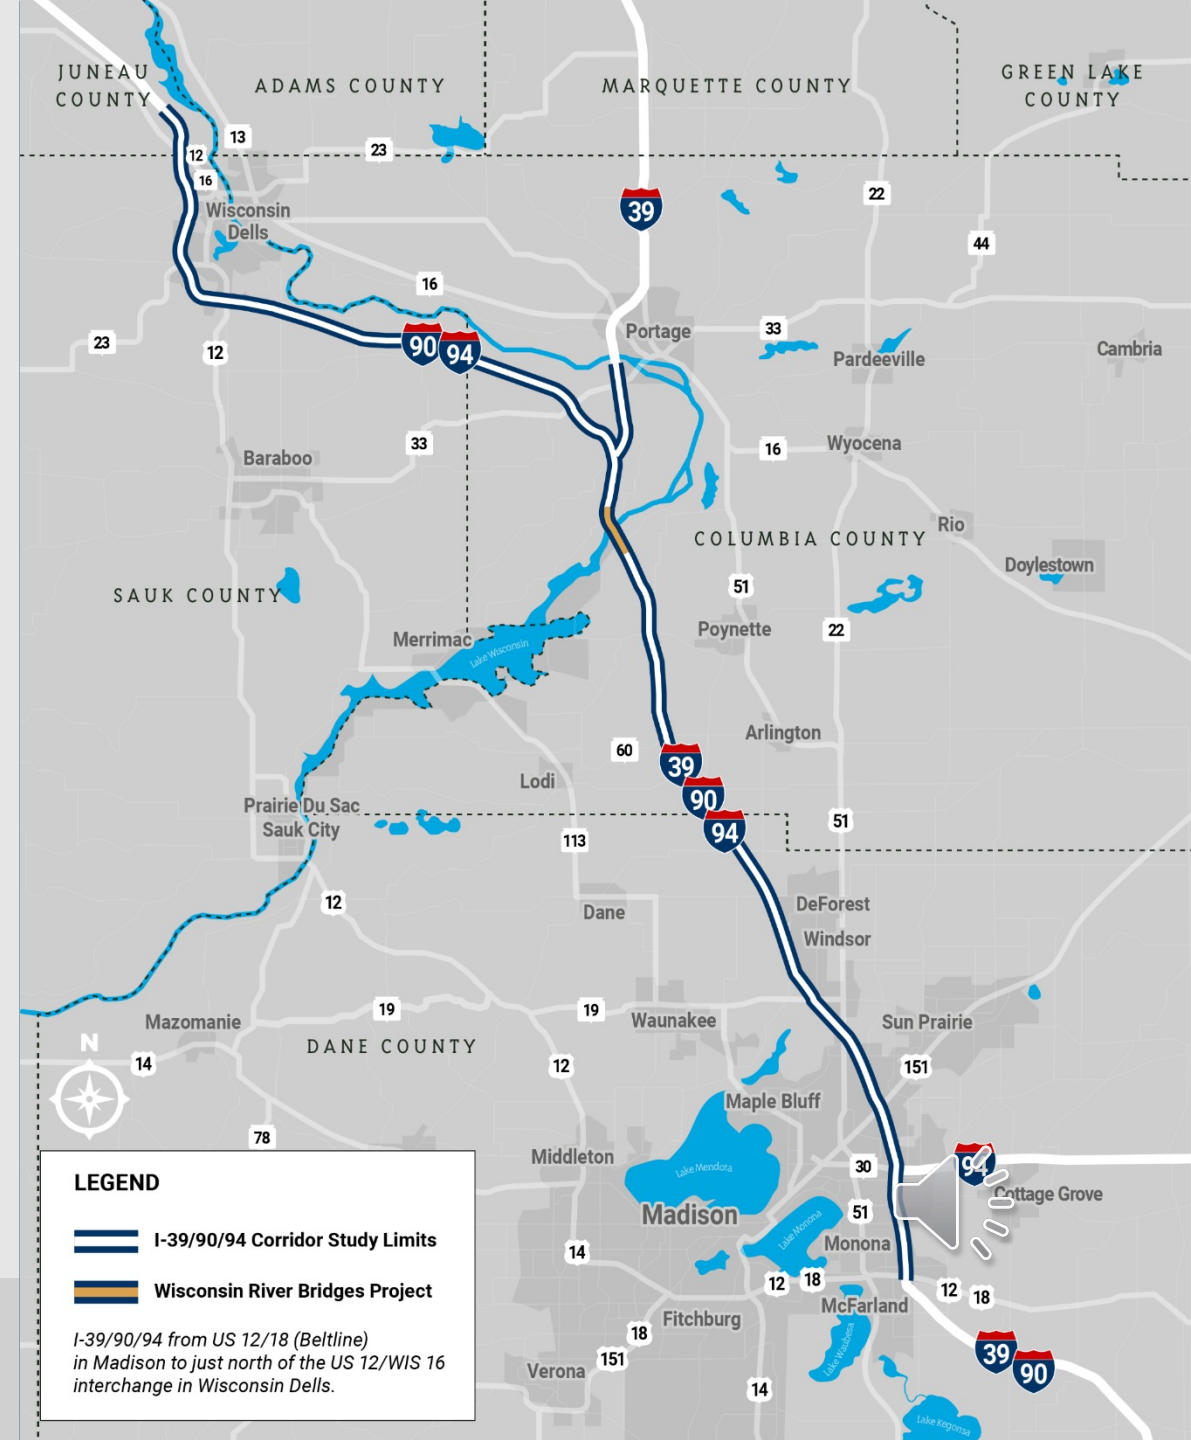 JUNEAU
COUNTY
ADAMS COUNTY
MARQUETTE COUNTY
GREEN LAKE
COUNTY
13
23
12
16
39
22
Wisconsin
Dells
44
16
Portage
33
23
12
90
94
Pardeeville
Cambria
33
16
Wyocena
Baraboo
Rio
COLUMBIA COUNTY
Doylestown
51
SAUK COUNTY
Merrimac
Lake Wisconsin
Poynette
22
Arlington
60
39
Lodi
90
Prairie Du Sac
Sauk City
94
51
113
12
Dane
DeForest
Windsor
19
19
Mazomanie
Waunakee
Sun Prairie
DANE COUNTY
N
14
12
151
Maple Bluff
78
Middleton
Lake Mendota
30
94
Cottage Grove
Madison
51
Lake Monona
Monona
14
12
18
12
18
McFarland
Fitchburg
18
Lake Waubesa
39
90
151
Verona
14
Lake Kegonsa
LEGEND
I-39/90/94 Corridor Study Limits
Wisconsin River Bridges Project
I-39/90/94 from US 12/18 (Beltline)
in Madison to just north of the US 12/WIS 16
interchange in Wisconsin Dells.